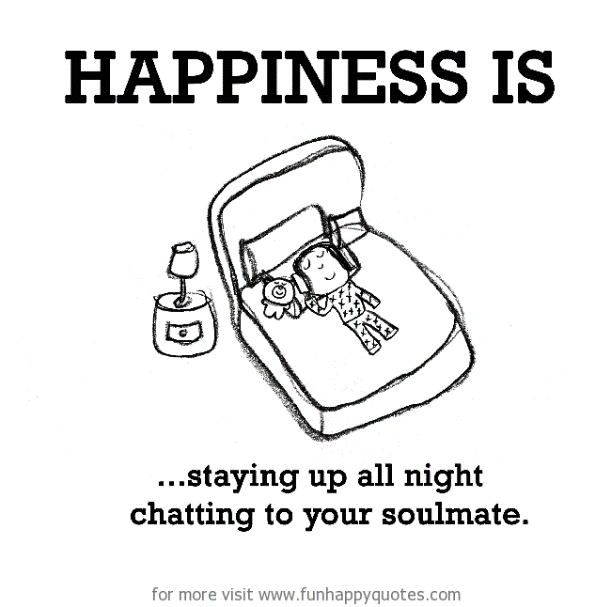 HAPPINESS IS
...staying up all night
chatting to your soulmate.
for more visit www.funhappyquotes.com